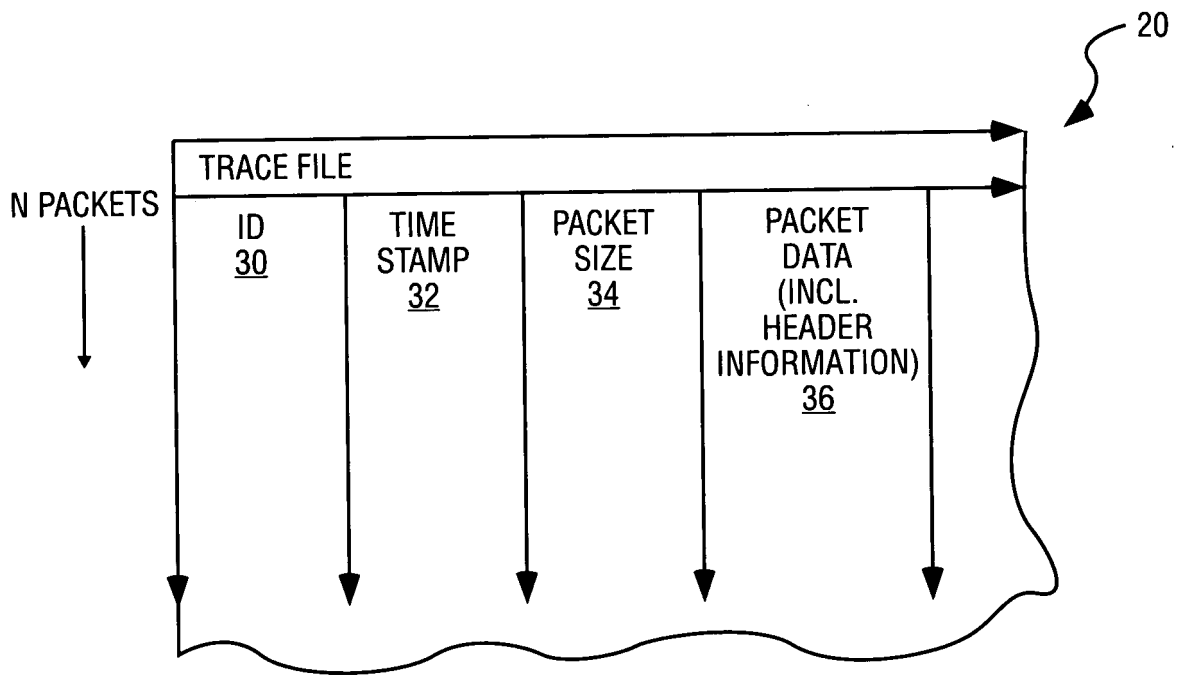 20
TRACE FILE
N PACKETS
ID
30
TIME
STAMP
32
PACKET
SIZE
34
PACKET
DATA
(INCL.
HEADER
INFORMATION)
36